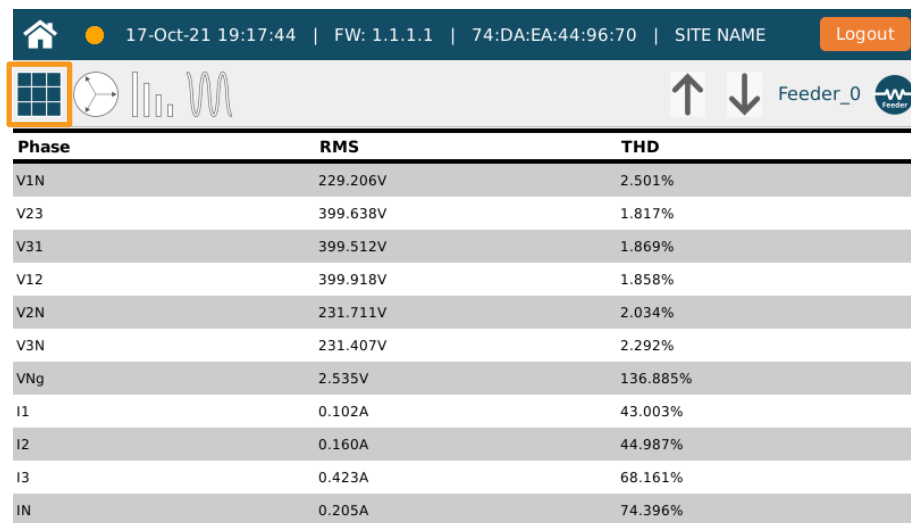 17-Oct-21 19:17:44 | FW: 1.1.1.1 | 74:DA:EA:44:96:70 | SITE NAME Logout
Feeder_0 Feeder
Phase RMS THD
V1N 229.206V 2.501%
V23 399.638V 1.817%
V31 399.512V 1.869%
V12 399.918V 1.858%
V2N 231.711V 2.034%
V3N 231.407V 2.292%
VNg 2.535V 136.885%
I1 0.102A 43.003%
I2 0.160A 44.987%
I3 0.423A 68.161%
IN 0.205A 74.396%